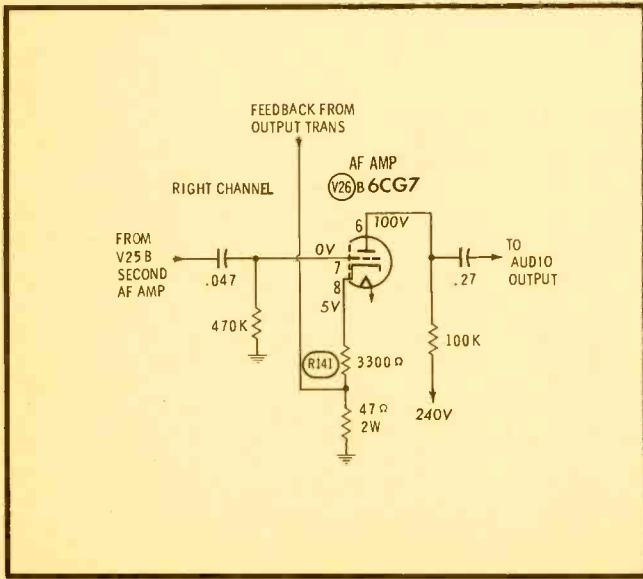 FEEDBACK FROM
OUTPUT TRANS
AF AMP
V26 B 6CG7
RIGHT CHANNEL
6
100V
FROM
V25B
SECOND
AF AMP
.047
0V
7
8
5V
.27
TO
AUDIO
OUTPUT
470K
R141
3300Ω
100K
47Ω
2W
240V